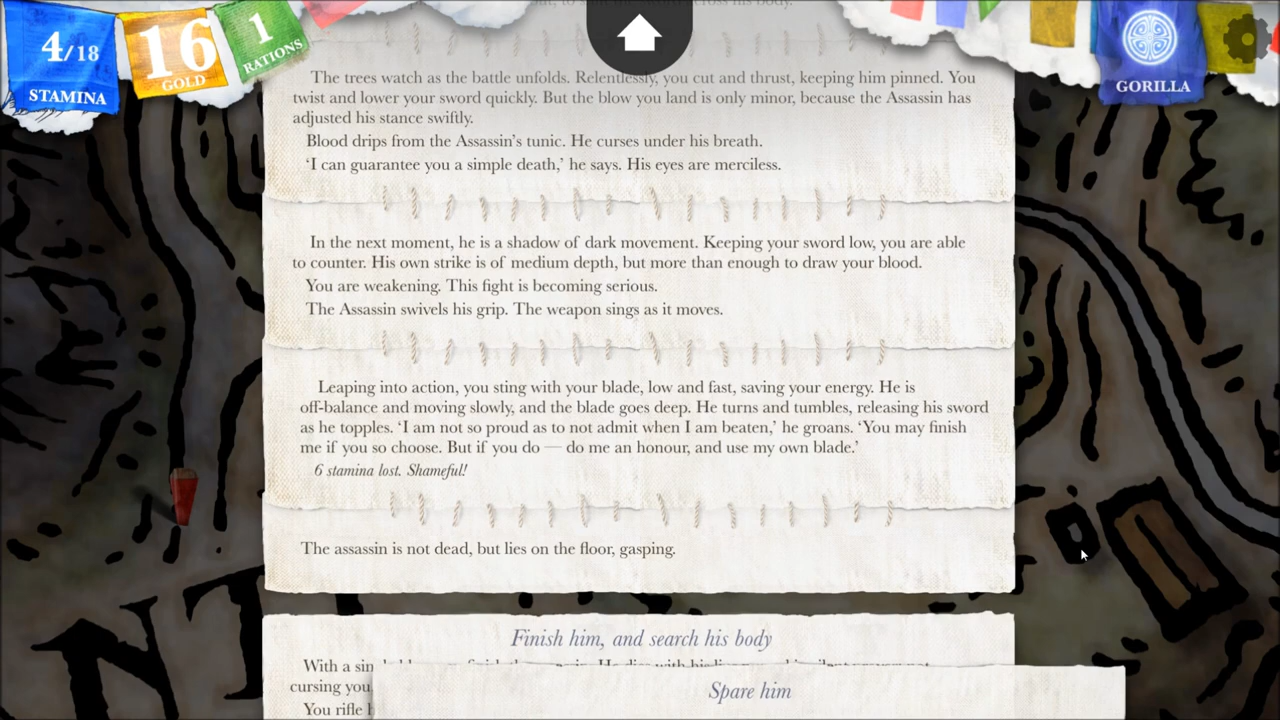 4/18
STAMINA
16
GOLD
1
RATIONS
GORILLA
The trees watch as the battle unfolds. Relentlessly, you cut and thrust, keeping him pinned. You
twist and lower your sword quickly. But the blow you land is only minor, because the Assassin has
adjusted his stance swiftly.
Blood drips from the Assassin's tunic. He curses under his breath.
‘I can guarantee you a simple death,’ he says. His eyes are merciless.
In the next moment, he is a shadow of dark movement. Keeping your sword low, you are able
to counter. His own strike is of medium depth, but more than enough to draw your blood.
You are weakening. This fight is becoming serious.
The Assassin swivels his grip. The weapon sings as it moves.
Leaping into action, you sting with your blade, low and fast, saving your energy. He is
off-balance and moving slowly, and the blade goes deep. He turns and tumbles, releasing his sword
as he topples. ‘I am not so proud as to not admit when I am beaten,’ he groans. ‘You may finish
me if you so choose. But if you do — do me an honour, and use my own blade.’
6 stamina lost. Shameful!
The assassin is not dead, but lies on the floor, gasping.
Finish him, and search his body
With a
cursing you
You rifle
Spare him